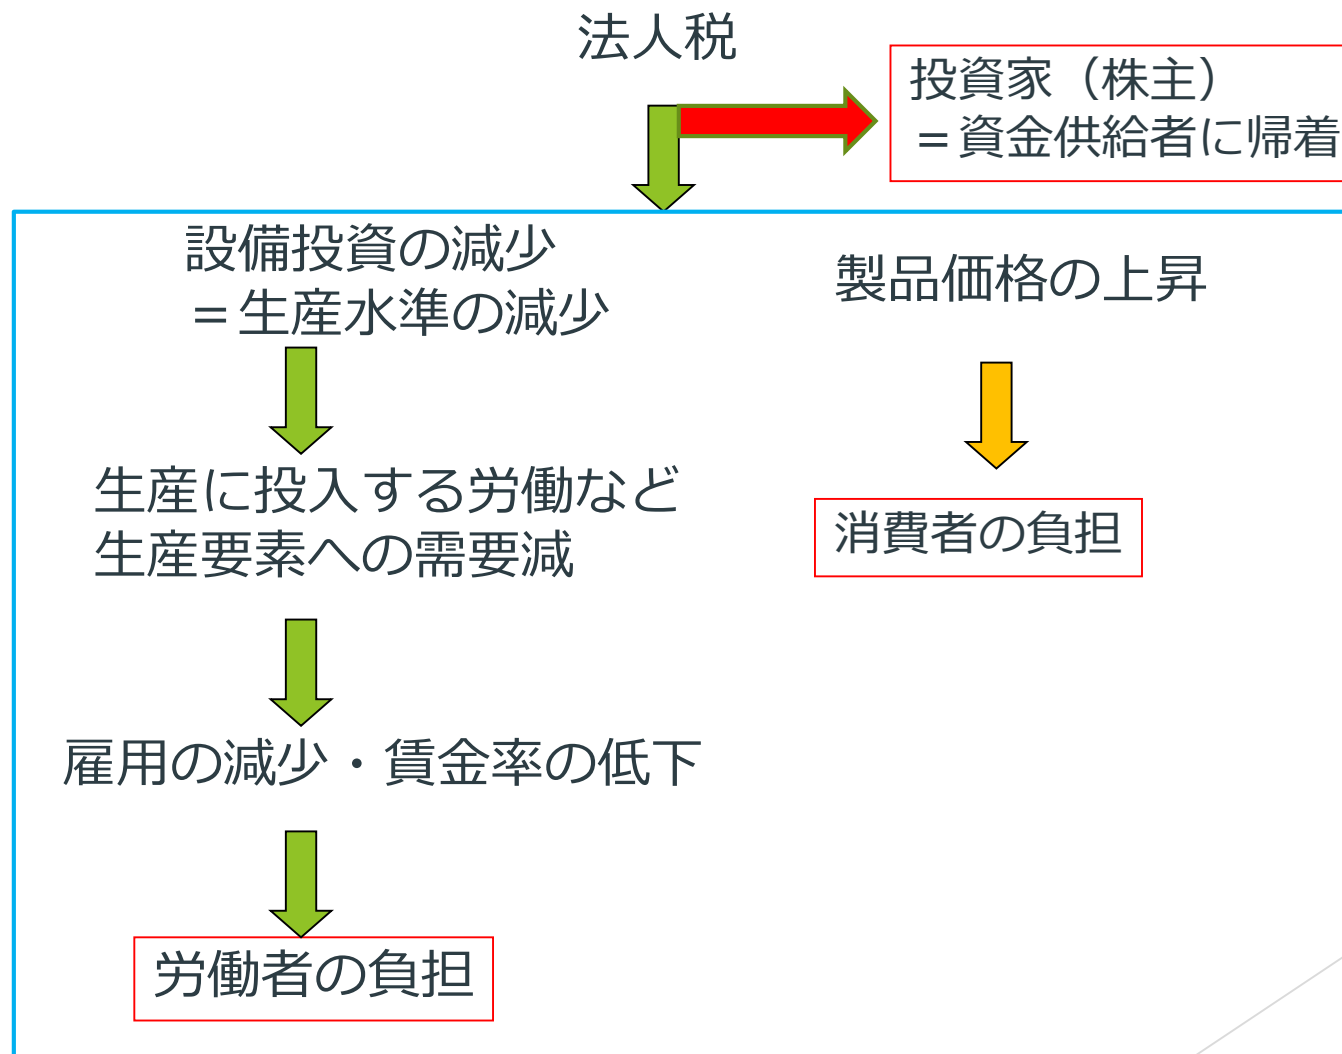 法人税
投資家（株主）
＝資金供給者に帰着
設備投資の減少
＝生産水準の減少
製品価格の上昇
生産に投入する労働など
生産要素への需要減
消費者の負担
雇用の減少・賃金率の低下
労働者の負担